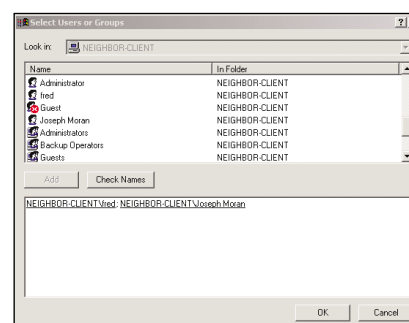 Select Users or Groups
?
Look in: NEIGHBOR-CLIENT
Name In Folder
Administrator NEIGHBOR-CLIENT
fred NEIGHBOR-CLIENT
Guest NEIGHBOR-CLIENT
Joseph Moran NEIGHBOR-CLIENT
Administrators NEIGHBOR-CLIENT
Backup Operators NEIGHBOR-CLIENT
Guests NEIGHBOR-CLIENT
Add Check Names
NEIGHBOR-CLIENT\fred; NEIGHBOR-CLIENT\Joseph Moran
OK Cancel